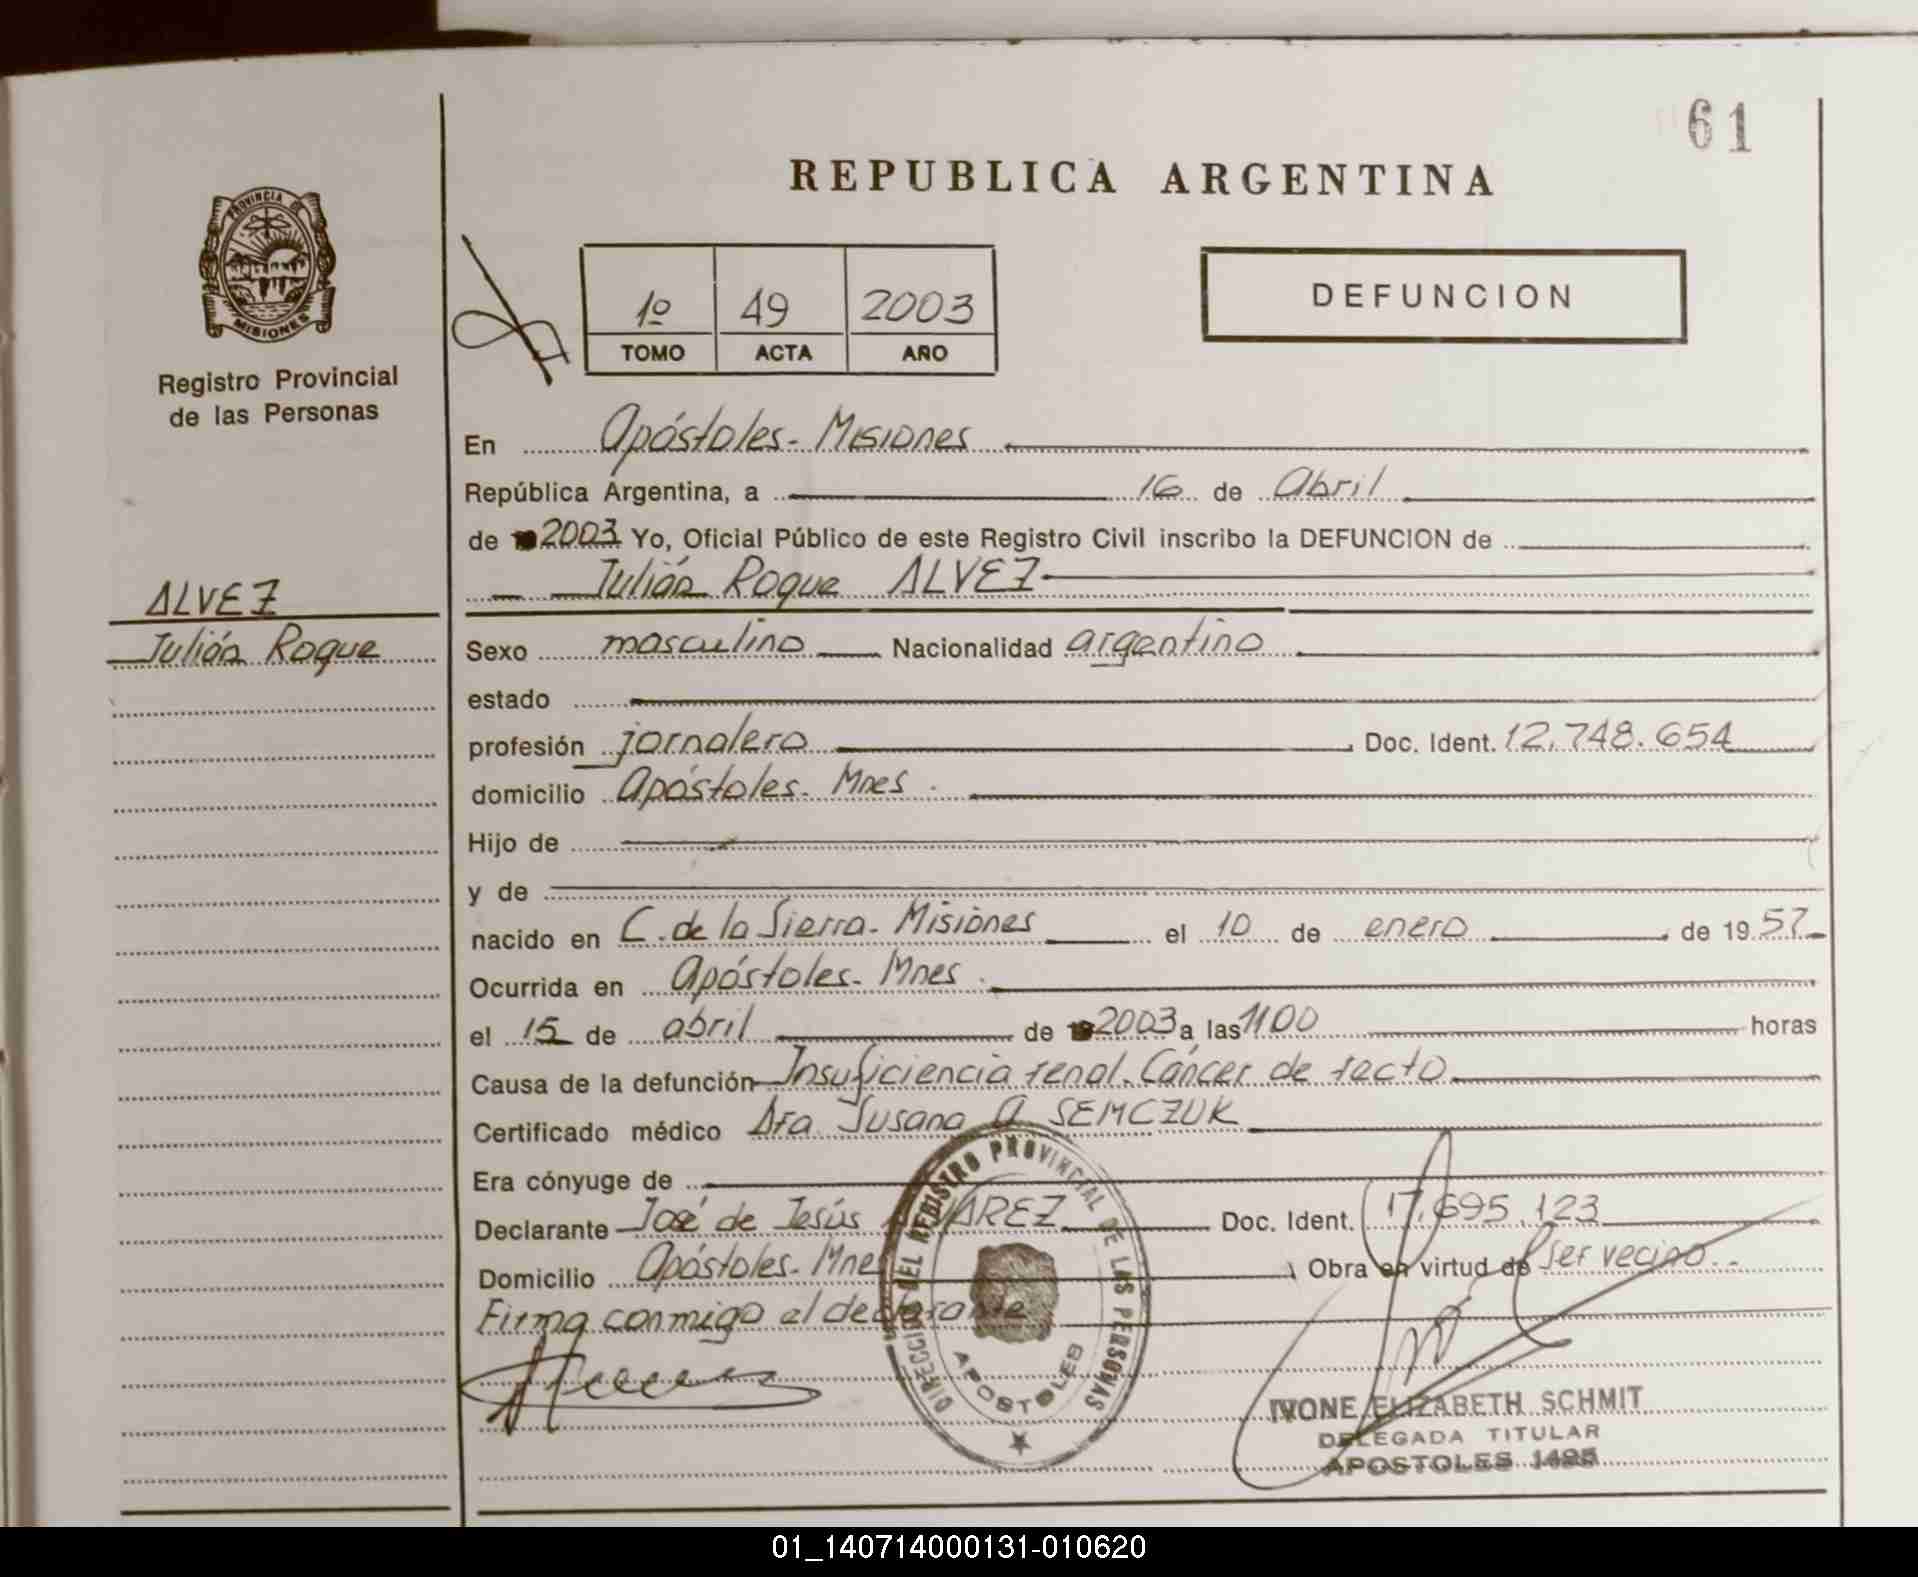 61
REPUBLICA ARGENTINA
PROVINCIA DE
MISIONES
Registro Provincial
de las Personas
1º 49 2003
TOMO ACTA AÑO
DEFUNCION
En Apóstoles - Misiones
República Argentina, a 16 de Abril
de 2003 Yo, Oficial Público de este Registro Civil inscribo la DEFUNCION de
Julián Roque ALVEZ
ALVEZ
Julián Roque
Sexo masculino Nacionalidad argentino
estado
profesión jornalero Doc. Ident. 12.748.654
domicilio Apóstoles - Mnes.
Hijo de
y de
nacido en C. de la Sierra - Misiones el 10 de enero de 1957
Ocurrida en Apóstoles - Mnes.
el 15 de abril de 2003 a las 1100 horas
Causa de la defunción Insuficiencia renal. Cáncer de recto
Certificado médico Dra. Susana A SEMCZUK
Era cónyuge de
Declarante José de Jesús Doc. Ident. 17.695.123
Domicilio Apóstoles - Mnes Obra en virtud de ser vecino
Firma conmigo el declarante
DIRECCION DEL REGISTRO PROVINCIAL DE LAS PERSONAS
APOSTOLES
IVONE ELIZABETH SCHMIT
DELEGADA TITULAR
APOSTOLES
01_140714000131-010620